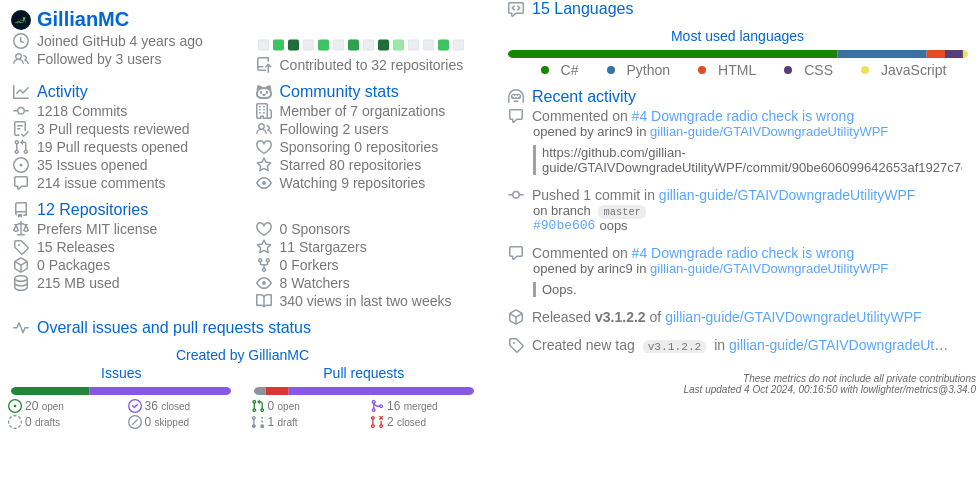 GillianMC
Joined GitHub 4 years ago
Followed by 3 users
Contributed to 32 repositories
Activity
1218 Commits
3 Pull requests reviewed
19 Pull requests opened
35 Issues opened
214 issue comments
Community stats
Member of 7 organizations
Following 2 users
Sponsoring 0 repositories
Starred 80 repositories
Watching 9 repositories
12 Repositories
Prefers MIT license
15 Releases
0 Packages
215 MB used
0 Sponsors
11 Stargazers
0 Forkers
8 Watchers
340 views in last two weeks
Overall issues and pull requests status
Created by GillianMC
Issues
20 open
36 closed
0 drafts
0 skipped
Pull requests
0 open
16 merged
1 draft
2 closed
15 Languages
Most used languages
C# Python HTML CSS JavaScript
Recent activity
Commented on #4 Downgrade radio check is wrong
opened by arinc9 in gillian-guide/GTAIVDowngradeUtilityWPF
https://github.com/gillian-
guide/GTAIVDowngradeUtilityWPF/commit/90be606099642653af1927c7
Pushed 1 commit in gillian-guide/GTAIVDowngradeUtilityWPF
on branch master
#90be606 oops
Commented on #4 Downgrade radio check is wrong
opened by arinc9 in gillian-guide/GTAIVDowngradeUtilityWPF
Oops.
Released v3.1.2.2 of gillian-guide/GTAIVDowngradeUtilityWPF
Created new tag v3.1.2.2 in gillian-guide/GTAIVDowngradeUt…
These metrics do not include all private contributions
Last updated 4 Oct 2024, 00:16:50 with lowlighter/metrics@3.34.0